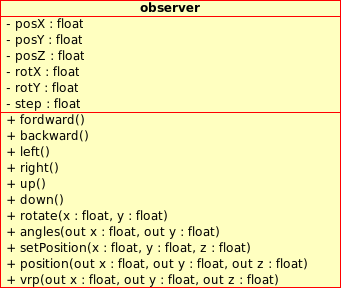 observer
- posX : float
- posY : float
- posZ : float
- rotX : float
- rotY : float
- step : float
+ fordward()
+ backward()
+ left()
+ right()
+ up()
+ down()
+ rotate(x : float, y : float)
+ angles(out x : float, out y : float)
+ setPosition(x : float, y : float, z : float)
+ position(out x : float, out y : float, out z : float)
+ vrp(out x : float, out y : float, out z : float)